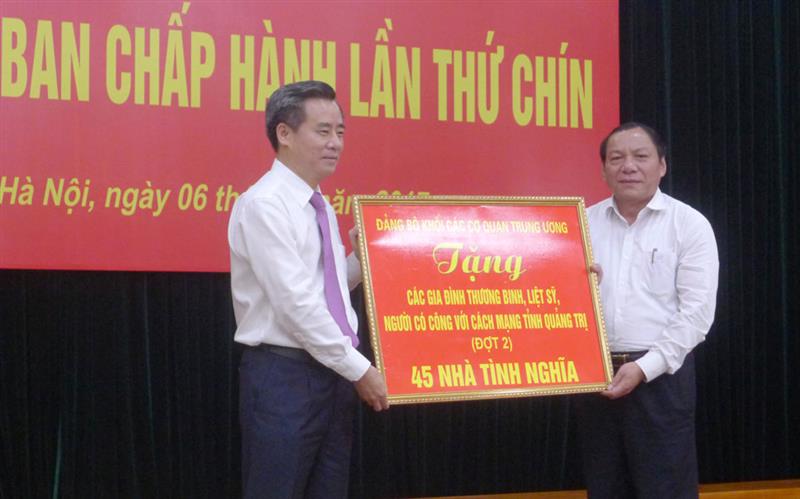 BAN CHẤP HÀNH LẦN THỨ CHÍN
Hà Nội, ngày 06
ĐẢNG BỘ KHỐI CÁC CƠ QUAN TRUNG ƯƠNG
Tặng
CÁC GIA ĐÌNH THƯƠNG BINH, LIỆT SỸ,
NGƯỜI CÓ CÔNG VỚI CÁCH MẠNG TỈNH QUẢNG TRỊ
(ĐỢT 2)
45 NHÀ TÌNH NGHĨA